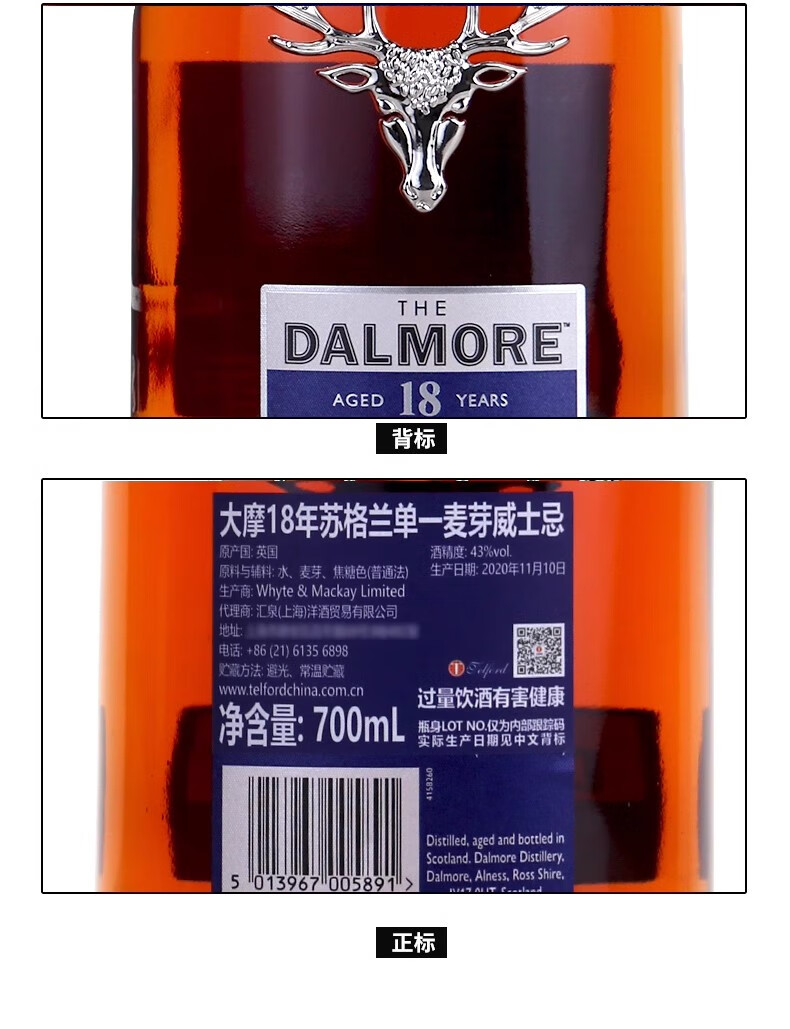 THE
DALMORE™
AGED 18 YEARS
背标
大摩18年苏格兰单一麦芽威士忌
原产国: 英国
酒精度: 43%vol.
原料与辅料: 水、麦芽、焦糖色(普通法)
生产日期: 2020年11月10日
生产商: Whyte & Mackay Limited
代理商: 汇泉(上海)洋酒贸易有限公司
地址:
电话: +86 (21) 6135 6898
贮藏方法: 避光、常温贮藏
Telford
www.telfordchina.com.cn
过量饮酒有害健康
净含量: 700mL
瓶身LOT NO.仅为内部跟踪码
实际生产日期见中文背标
4158260
Distilled, aged and bottled in
Scotland. Dalmore Distillery,
Dalmore, Alness, Ross Shire,
IV17 0UT, Scotland
5 013967 005891 >
正标